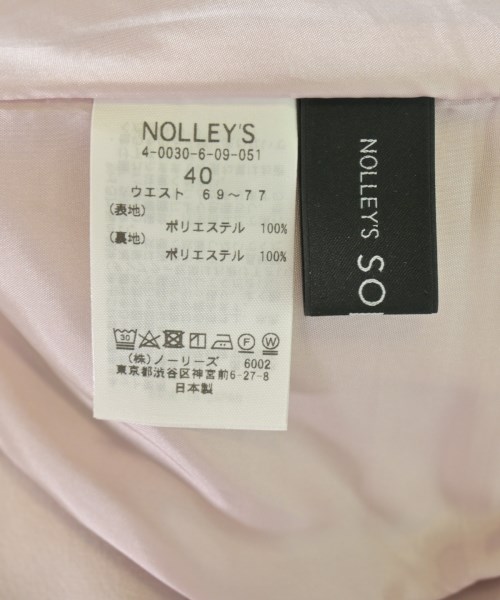 NOLLEY'S
4-0030-6-09-051
40
ウエスト 69～77
(表地)
ポリエステル 100%
(裏地)
ポリエステル 100%
30
F W
(株)ノーリーズ 6002
東京都渋谷区神宮前6-27-8
日本製
NOLLEY'S